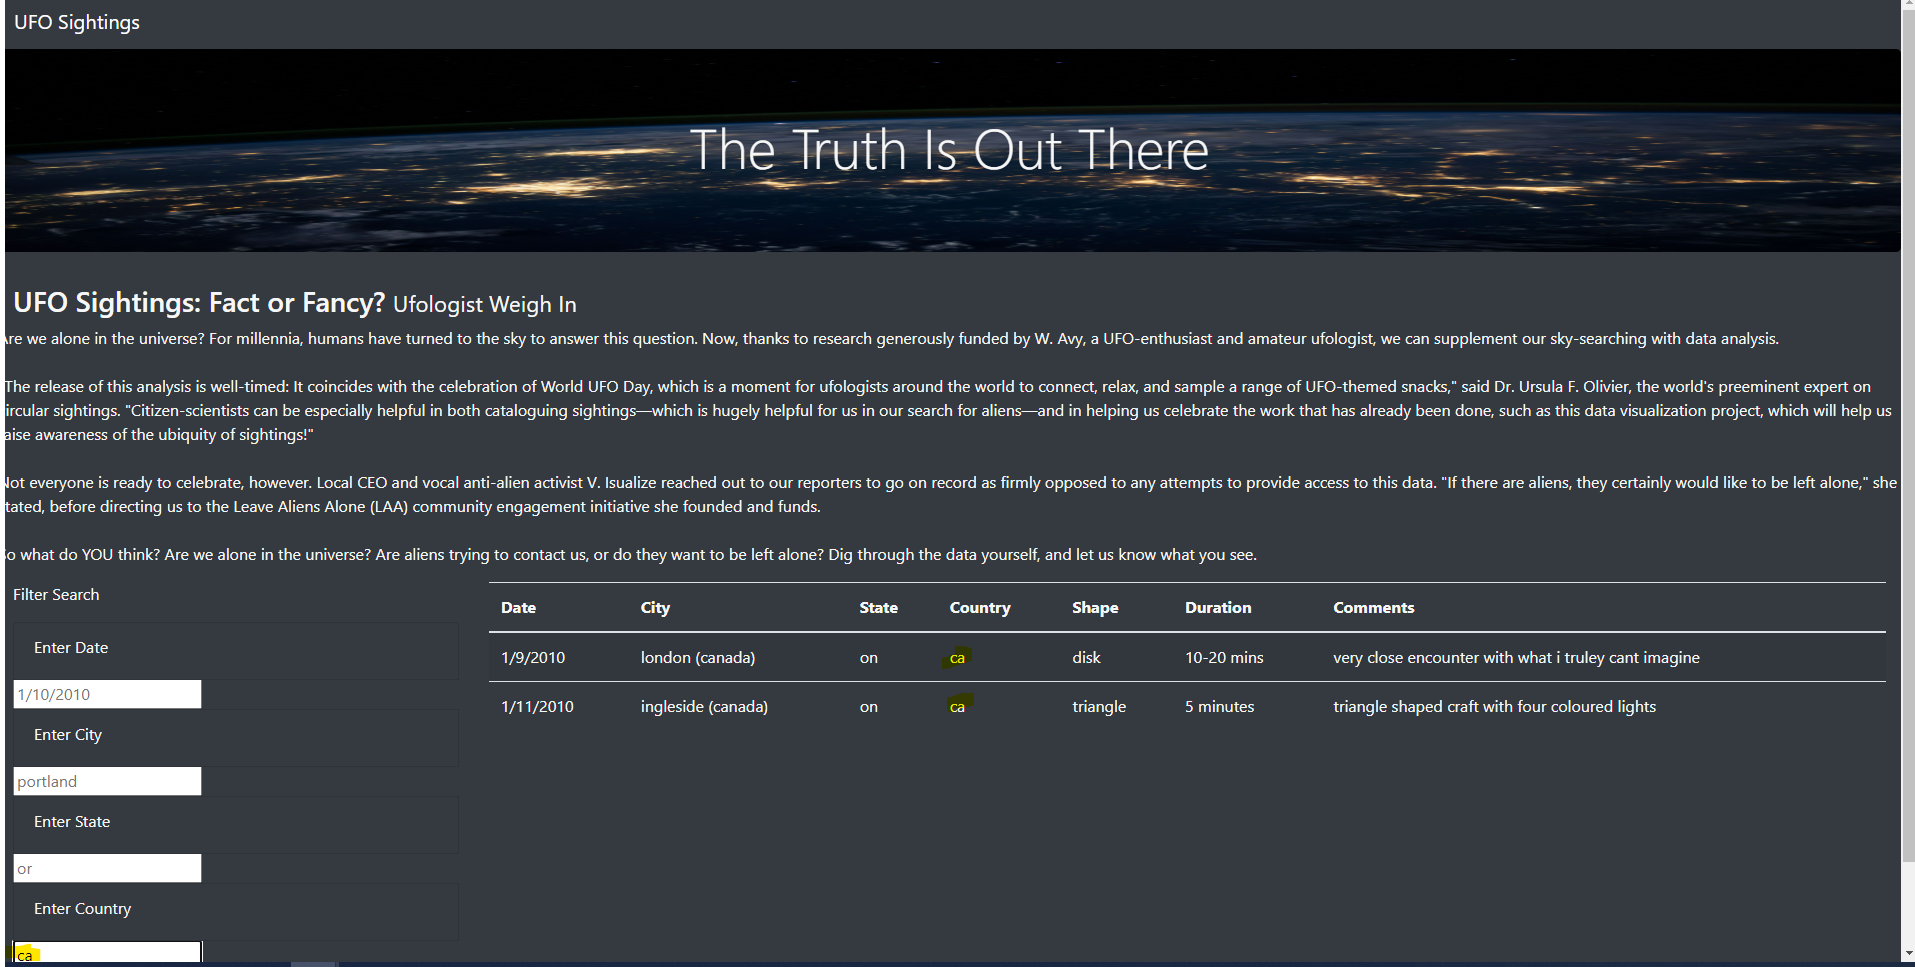 UFO Sightings
The Truth Is Out There
UFO Sightings: Fact or Fancy? Ufologist Weigh In
re we alone in the universe? For millennia, humans have turned to the sky to answer this question. Now, thanks to research generously funded by W. Avy, a UFO-enthusiast and amateur ufologist, we can supplement our sky-searching with data analysis.
The release of this analysis is well-timed: It coincides with the celebration of World UFO Day, which is a moment for ufologists around the world to connect, relax, and sample a range of UFO-themed snacks," said Dr. Ursula F. Olivier, the world's preeminent expert on
ircular sightings. "Citizen-scientists can be especially helpful in both cataloguing sightings—which is hugely helpful for us in our search for aliens—and in helping us celebrate the work that has already been done, such as this data visualization project, which will help us
aise awareness of the ubiquity of sightings!"
Not everyone is ready to celebrate, however. Local CEO and vocal anti-alien activist V. Isualize reached out to our reporters to go on record as firmly opposed to any attempts to provide access to this data. "If there are aliens, they certainly would like to be left alone," she
tated, before directing us to the Leave Aliens Alone (LAA) community engagement initiative she founded and funds.
So what do YOU think? Are we alone in the universe? Are aliens trying to contact us, or do they want to be left alone? Dig through the data yourself, and let us know what you see.
Filter Search
Enter Date
1/10/2010
Enter City
portland
Enter State
or
Enter Country
ca
Date City State Country Shape Duration Comments
1/9/2010 london (canada) on ca disk 10-20 mins very close encounter with what i truley cant imagine
1/11/2010 ingleside (canada) on ca triangle 5 minutes triangle shaped craft with four coloured lights